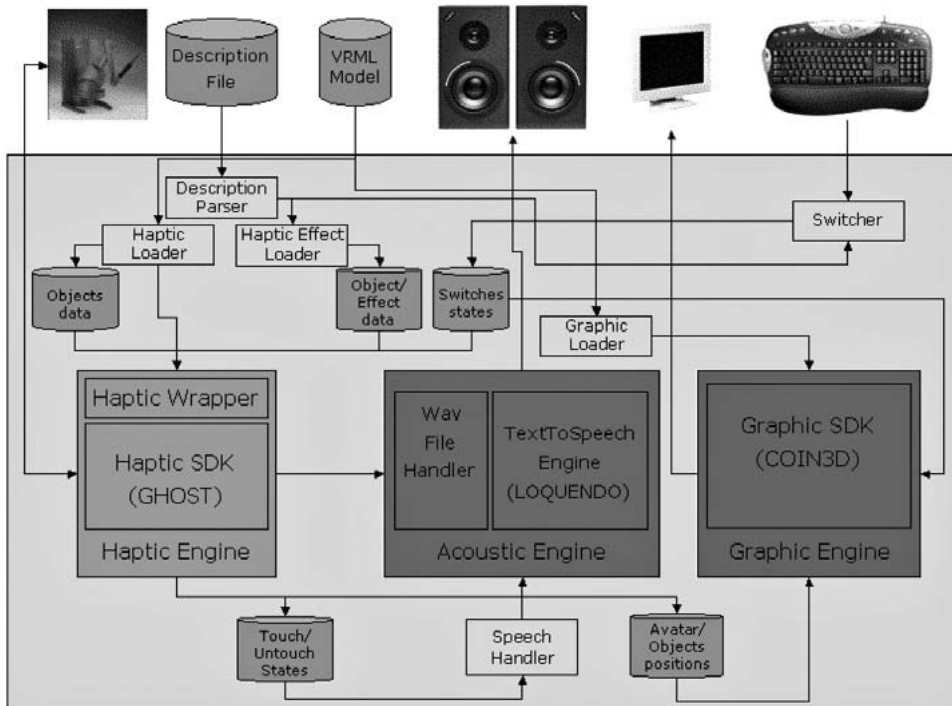 Description
File
VRML
Model
Description
Parser
Switcher
Haptic
Loader
Haptic Effect
Loader
Objects
data
Object/
Effect
data
Switches
states
Graphic
Loader
Haptic Wrapper
Haptic SDK
(GHOST)
Haptic Engine
Wav
File
Handler
TextToSpeech
Engine
(LOQUENDO)
Acoustic Engine
Graphic SDK
(COIN3D)
Graphic Engine
Touch/
Untouch
States
Speech
Handler
Avatar/
Objects
positions